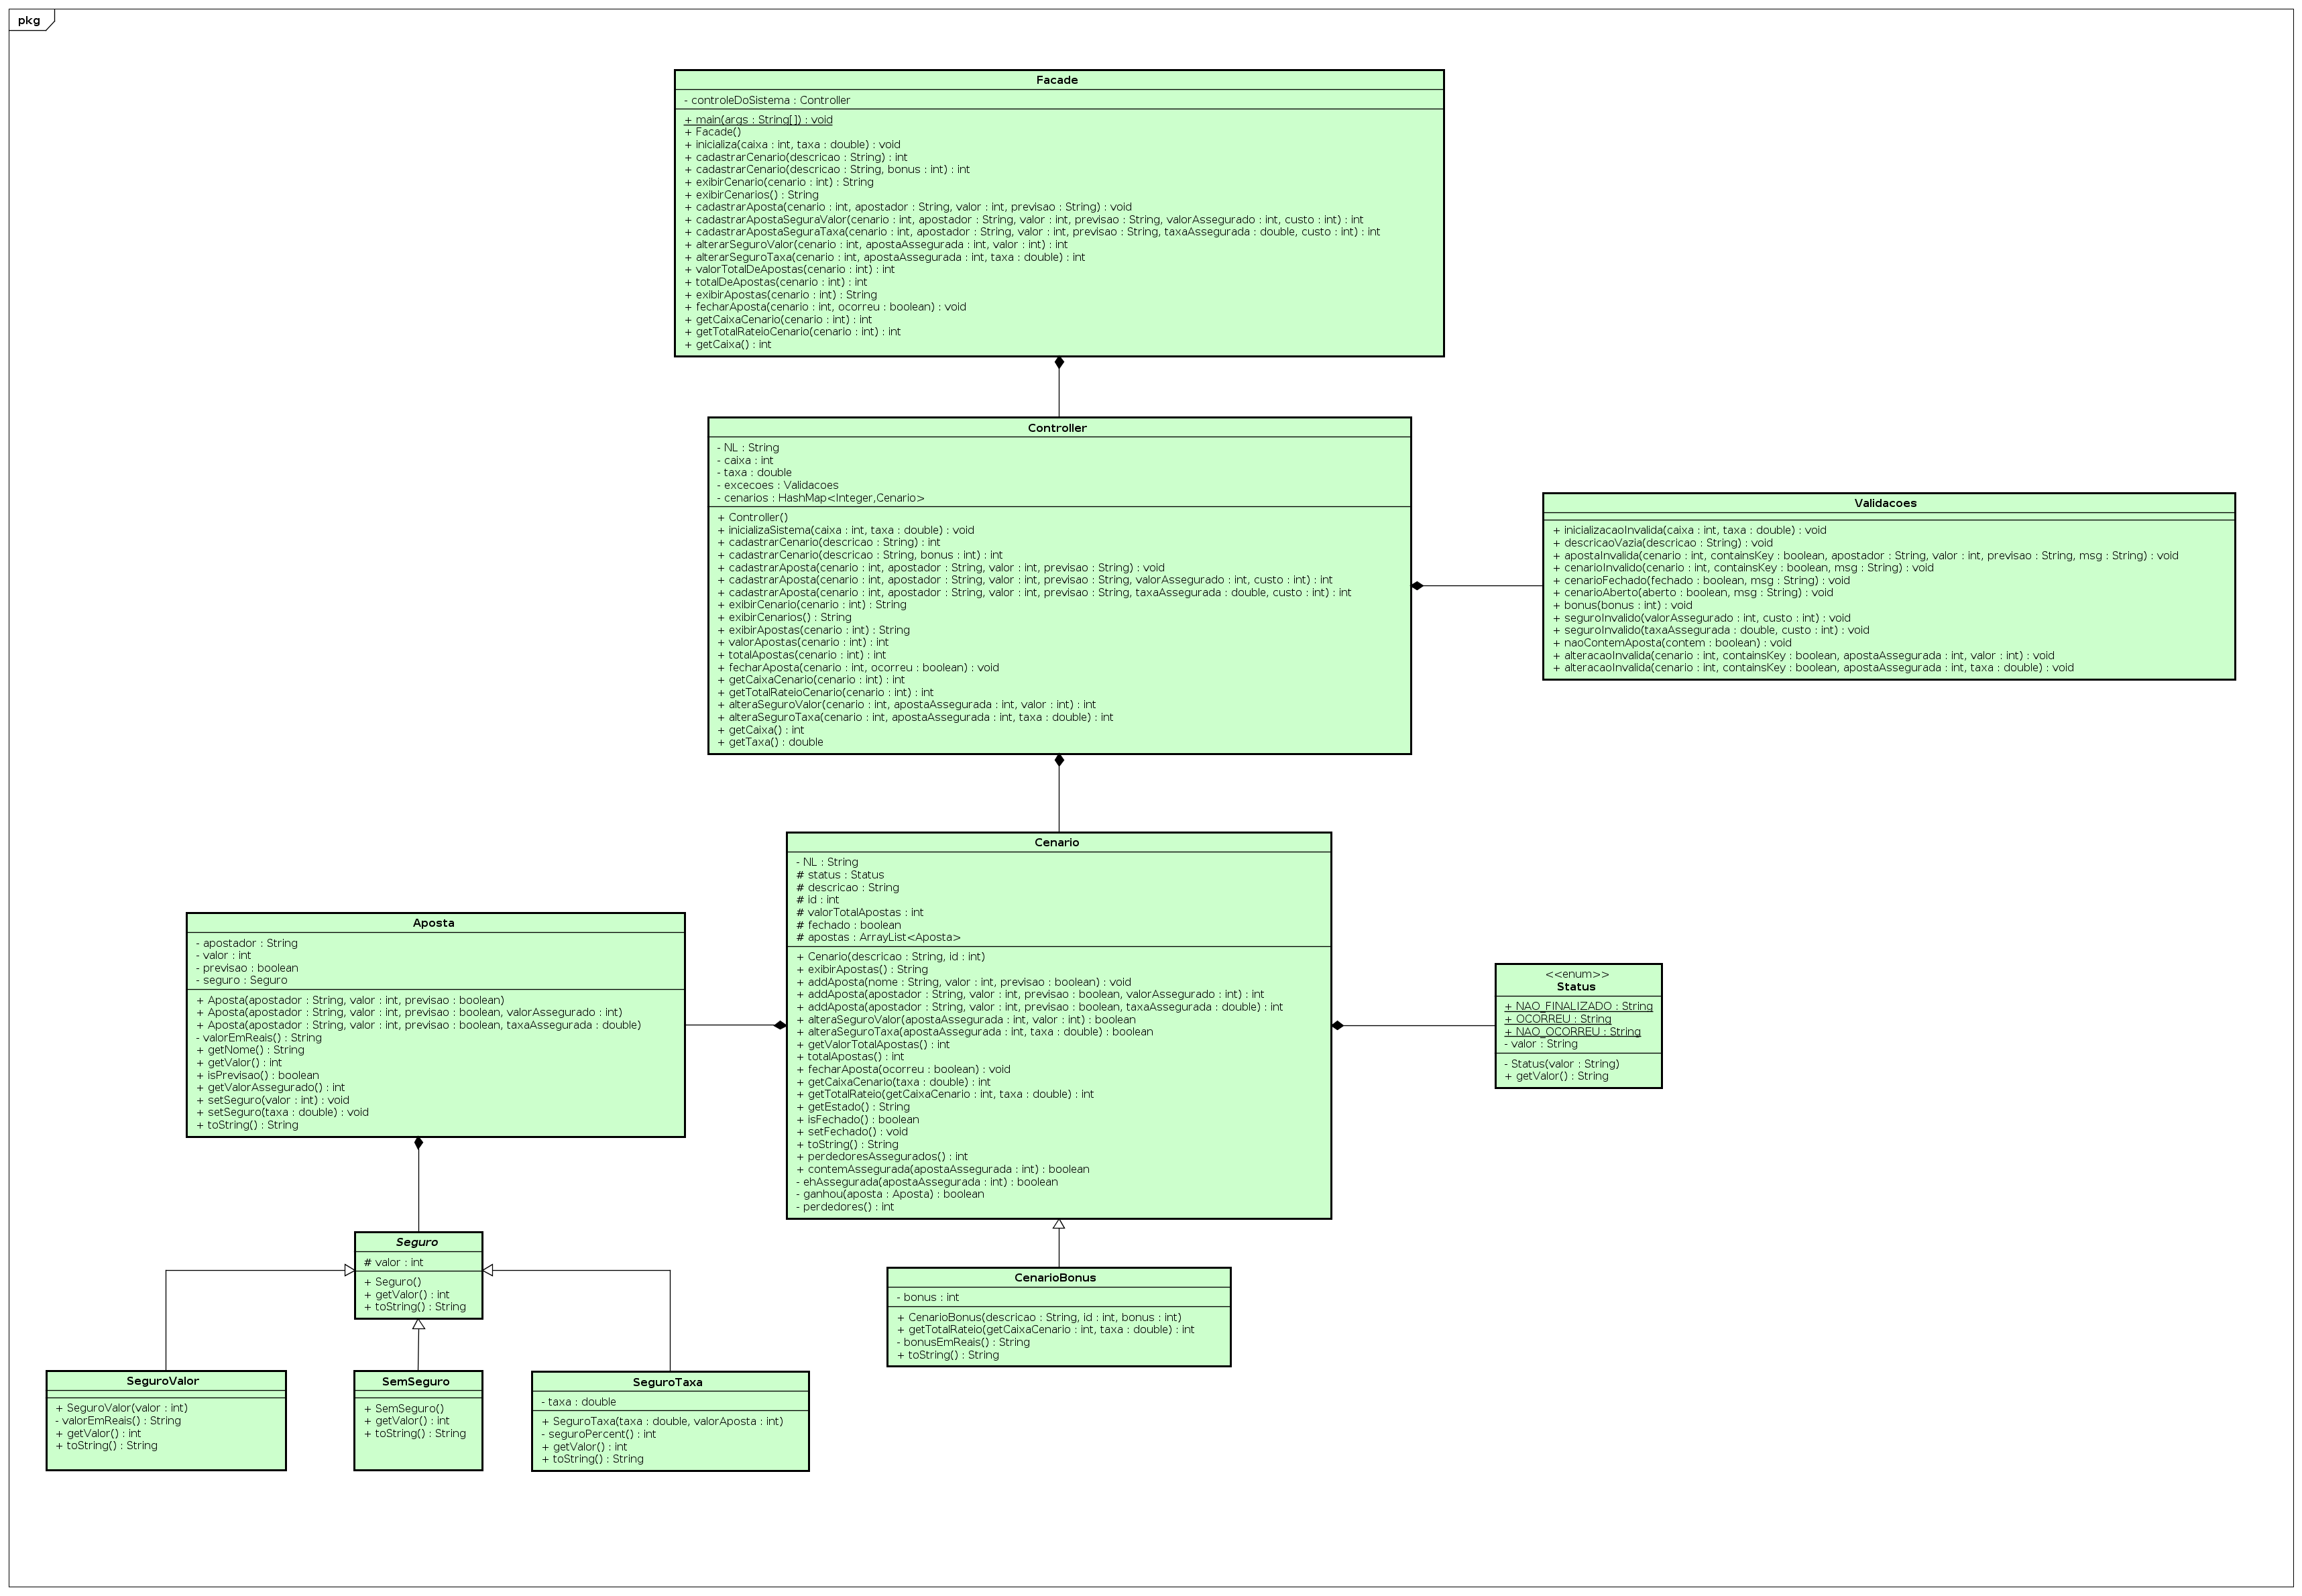 pkg
Facade
- controleDoSistema : Controller
+ main(args : String[]) : void
+ Facade()
+ inicializa(caixa : int, taxa : double) : void
+ cadastrarCenario(descricao : String) : int
+ cadastrarCenario(descricao : String, bonus : int) : int
+ exibirCenario(cenario : int) : String
+ exibirCenarios() : String
+ cadastrarAposta(cenario : int, apostador : String, valor : int, previsao : String) : void
+ cadastrarApostaSeguraValor(cenario : int, apostador : String, valor : int, previsao : String, valorAssegurado : int, custo : int) : int
+ cadastrarApostaSeguraTaxa(cenario : int, apostador : String, valor : int, previsao : String, taxaAssegurada : double, custo : int) : int
+ alterarSeguroValor(cenario : int, apostaAssegurada : int, valor : int) : int
+ alterarSeguroTaxa(cenario : int, apostaAssegurada : int, taxa : double) : int
+ valorTotalDeApostas(cenario : int) : int
+ totalDeApostas(cenario : int) : int
+ exibirApostas(cenario : int) : String
+ fecharAposta(cenario : int, ocorreu : boolean) : void
+ getCaixaCenario(cenario : int) : int
+ getTotalRateioCenario(cenario : int) : int
+ getCaixa() : int
Controller
- NL : String
- caixa : int
- taxa : double
- excecoes : Validacoes
- cenarios : HashMap<Integer,Cenario>
+ Controller()
+ inicializaSistema(caixa : int, taxa : double) : void
+ cadastrarCenario(descricao : String) : int
+ cadastrarCenario(descricao : String, bonus : int) : int
+ cadastrarAposta(cenario : int, apostador : String, valor : int, previsao : String) : void
+ cadastrarAposta(cenario : int, apostador : String, valor : int, previsao : String, valorAssegurado : int, custo : int) : int
+ cadastrarAposta(cenario : int, apostador : String, valor : int, previsao : String, taxaAssegurada : double, custo : int) : int
+ exibirCenario(cenario : int) : String
+ exibirCenarios() : String
+ exibirApostas(cenario : int) : String
+ valorApostas(cenario : int) : int
+ totalApostas(cenario : int) : int
+ fecharAposta(cenario : int, ocorreu : boolean) : void
+ getCaixaCenario(cenario : int) : int
+ getTotalRateioCenario(cenario : int) : int
+ alteraSeguroValor(cenario : int, apostaAssegurada : int, valor : int) : int
+ alteraSeguroTaxa(cenario : int, apostaAssegurada : int, taxa : double) : int
+ getCaixa() : int
+ getTaxa() : double
Validacoes
+ inicializacaoInvalida(caixa : int, taxa : double) : void
+ descricaoVazia(descricao : String) : void
+ apostaInvalida(cenario : int, containsKey : boolean, apostador : String, valor : int, previsao : String, msg : String) : void
+ cenarioInvalido(cenario : int, containsKey : boolean, msg : String) : void
+ cenarioFechado(fechado : boolean, msg : String) : void
+ cenarioAberto(aberto : boolean, msg : String) : void
+ bonus(bonus : int) : void
+ seguroInvalido(valorAssegurado : int, custo : int) : void
+ seguroInvalido(taxaAssegurada : double, custo : int) : void
+ naoContemAposta(contem : boolean) : void
+ alteracaoInvalida(cenario : int, containsKey : boolean, apostaAssegurada : int, valor : int) : void
+ alteracaoInvalida(cenario : int, containsKey : boolean, apostaAssegurada : int, taxa : double) : void
Cenario
- NL : String
# status : Status
# descricao : String
# id : int
# valorTotalApostas : int
# fechado : boolean
# apostas : ArrayList<Aposta>
+ Cenario(descricao : String, id : int)
+ exibirApostas() : String
+ addAposta(nome : String, valor : int, previsao : boolean) : void
+ addAposta(apostador : String, valor : int, previsao : boolean, valorAssegurado : int) : int
+ addAposta(apostador : String, valor : int, previsao : boolean, taxaAssegurada : double) : int
+ alteraSeguroValor(apostaAssegurada : int, valor : int) : boolean
+ alteraSeguroTaxa(apostaAssegurada : int, taxa : double) : boolean
+ getValorTotalApostas() : int
+ totalApostas() : int
+ fecharAposta(ocorreu : boolean) : void
+ getCaixaCenario(taxa : double) : int
+ getTotalRateio(getCaixaCenario : int, taxa : double) : int
+ getEstado() : String
+ isFechado() : boolean
+ setFechado() : void
+ toString() : String
+ perdedoresAssegurados() : int
+ contemAssegurada(apostaAssegurada : int) : boolean
- ehAssegurada(apostaAssegurada : int) : boolean
- ganhou(aposta : Aposta) : boolean
- perdedores() : int
Aposta
- apostador : String
- valor : int
- previsao : boolean
- seguro : Seguro
+ Aposta(apostador : String, valor : int, previsao : boolean)
+ Aposta(apostador : String, valor : int, previsao : boolean, valorAssegurado : int)
+ Aposta(apostador : String, valor : int, previsao : boolean, taxaAssegurada : double)
- valorEmReais() : String
+ getNome() : String
+ getValor() : int
+ isPrevisao() : boolean
+ getValorAssegurado() : int
+ setSeguro(valor : int) : void
+ setSeguro(taxa : double) : void
+ toString() : String
<<enum>>
Status
+ NAO_FINALIZADO : String
+ OCORREU : String
+ NAO_OCORREU : String
- valor : String
- Status(valor : String)
+ getValor() : String
Seguro
# valor : int
+ Seguro()
+ getValor() : int
+ toString() : String
CenarioBonus
- bonus : int
+ CenarioBonus(descricao : String, id : int, bonus : int)
+ getTotalRateio(getCaixaCenario : int, taxa : double) : int
- bonusEmReais() : String
+ toString() : String
SeguroValor
+ SeguroValor(valor : int)
- valorEmReais() : String
+ getValor() : int
+ toString() : String
SemSeguro
+ SemSeguro()
+ getValor() : int
+ toString() : String
SeguroTaxa
- taxa : double
+ SeguroTaxa(taxa : double, valorAposta : int)
- seguroPercent() : int
+ getValor() : int
+ toString() : String